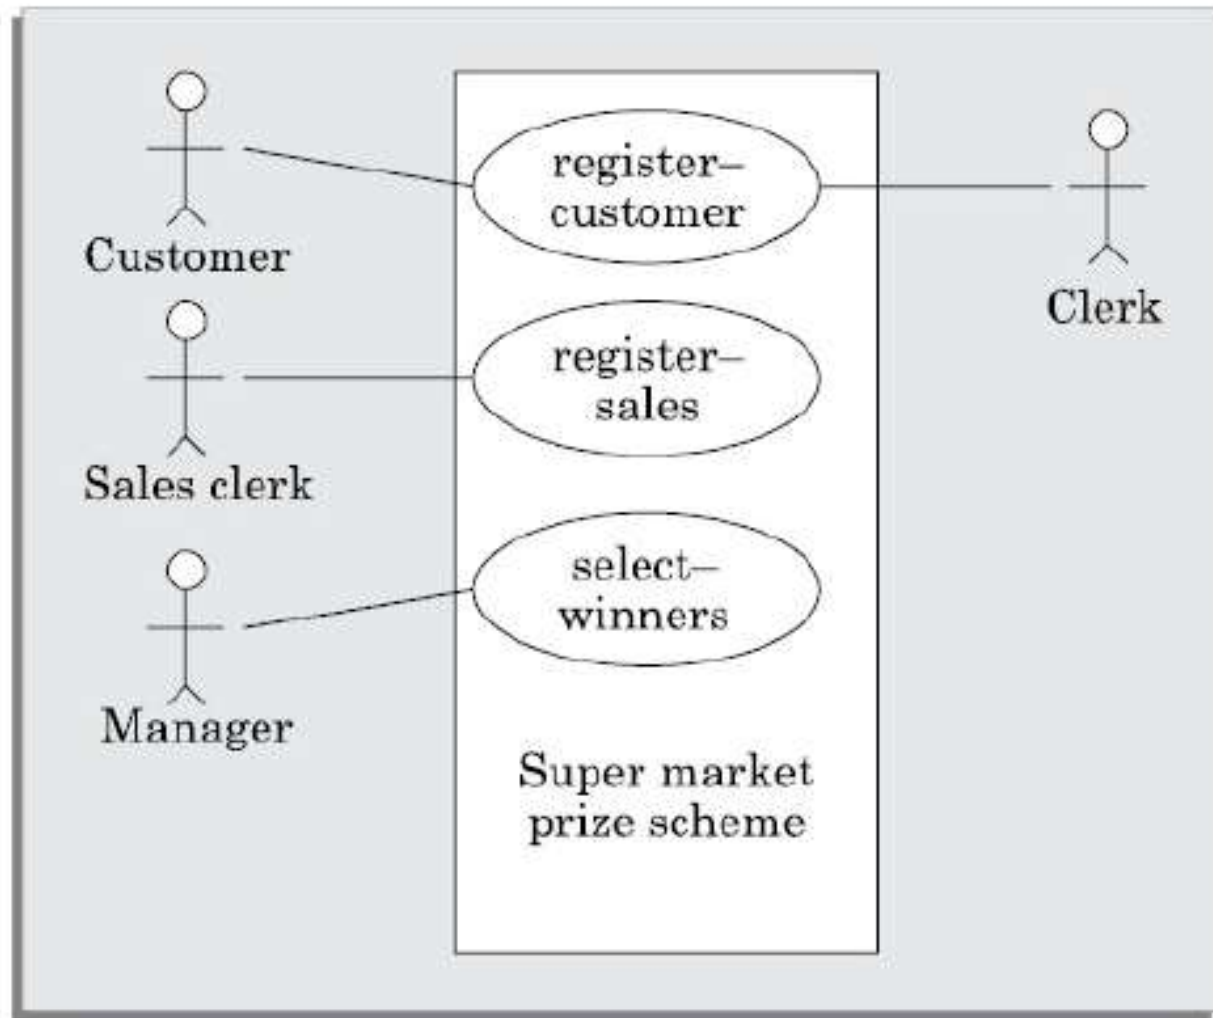 register–
customer
Customer
Clerk
register–
sales
Sales clerk
select–
winners
Manager
Super market
prize scheme